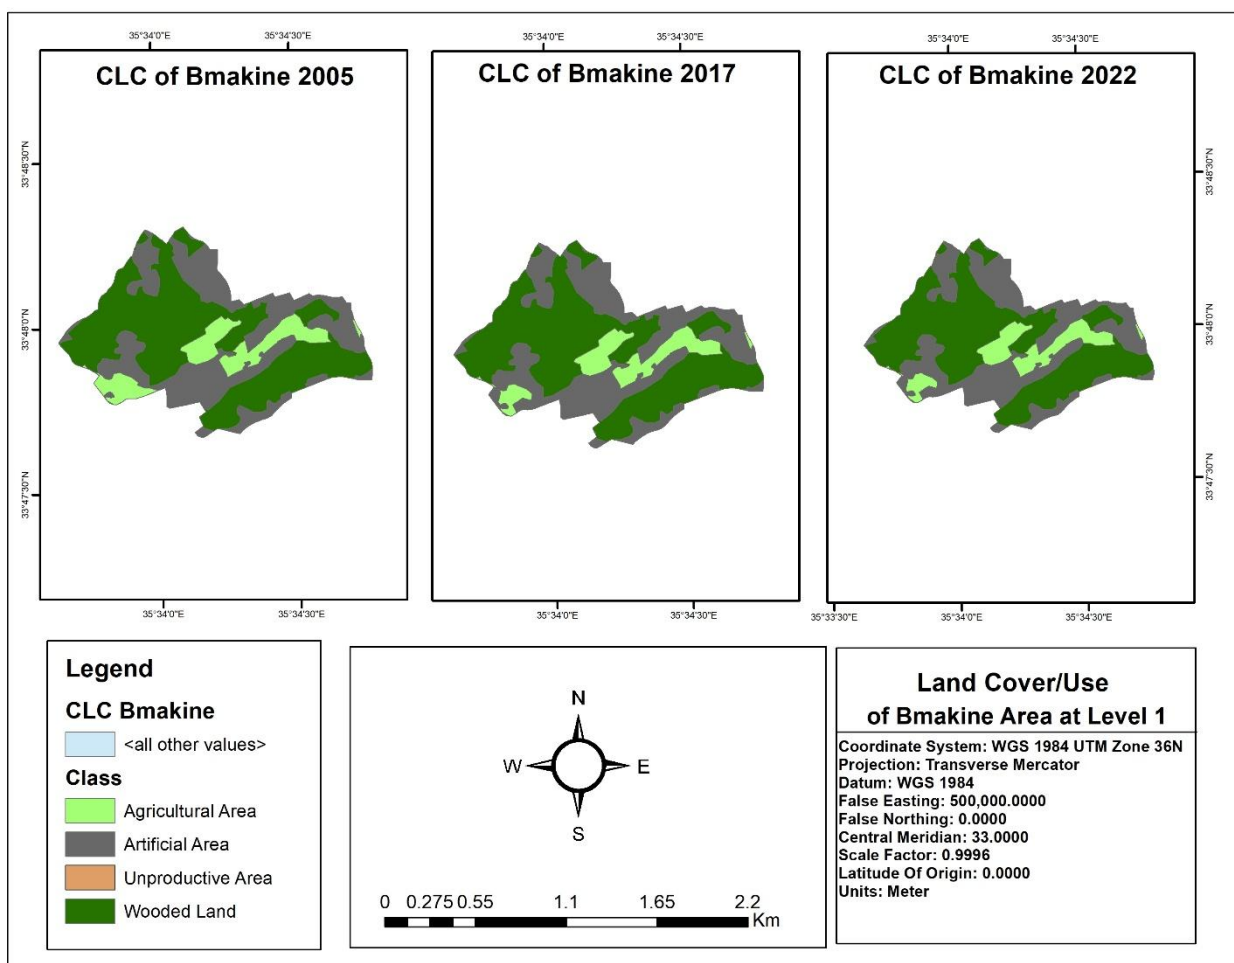 35°34'0"E 35°34'30"E
35°34'0"E 35°34'30"E
35°34'0"E 35°34'30"E
CLC of Bmakine 2005
CLC of Bmakine 2017
CLC of Bmakine 2022
33°48'30"N
33°48'0"N
33°47'30"N
33°48'30"N
33°48'0"N
33°47'30"N
35°34'0"E 35°34'30"E
35°34'0"E 35°34'30"E
35°33'30"E 35°34'0"E 35°34'30"E
Legend
CLC Bmakine
<all other values>
Class
Agricultural Area
Artificial Area
Unproductive Area
Wooded Land
N
W E
S
0 0.275 0.55 1.1 1.65 2.2
Km
Land Cover/Use
of Bmakine Area at Level 1
Coordinate System: WGS 1984 UTM Zone 36N
Projection: Transverse Mercator
Datum: WGS 1984
False Easting: 500,000.0000
False Northing: 0.0000
Central Meridian: 33.0000
Scale Factor: 0.9996
Latitude Of Origin: 0.0000
Units: Meter